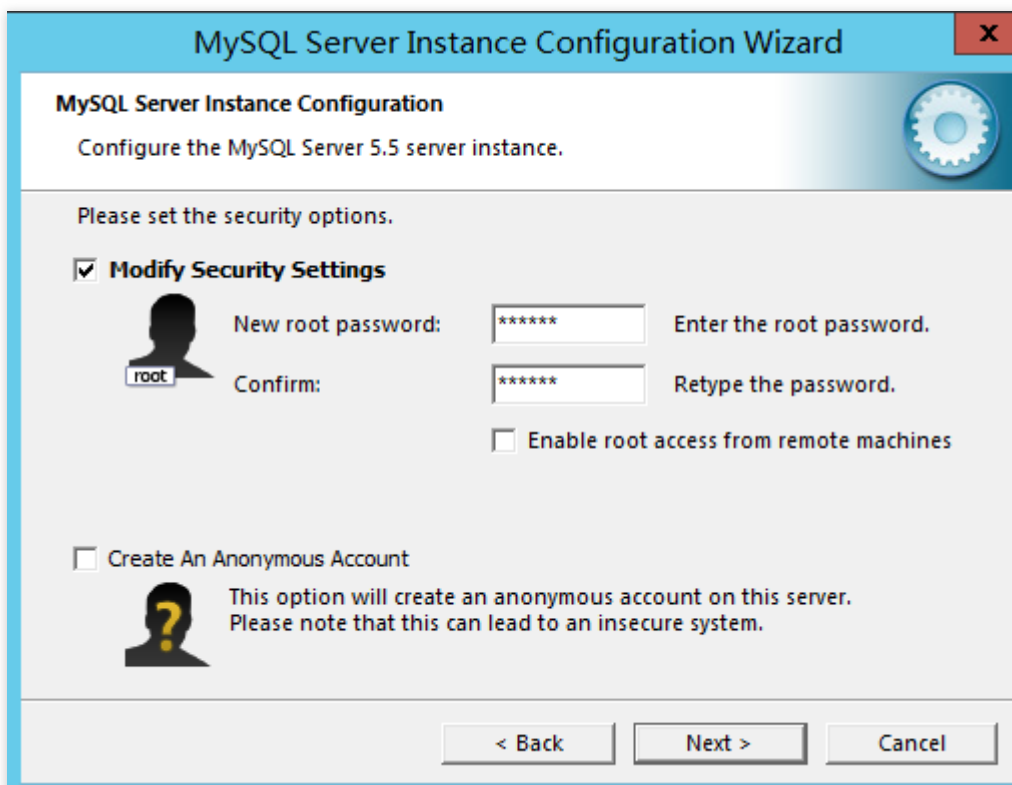 MySQL Server Instance Configuration Wizard
x
MySQL Server Instance Configuration
Configure the MySQL Server 5.5 server instance.
Please set the security options.
Modify Security Settings
New root password: ****** Enter the root password.
root
Confirm: ****** Retype the password.
Enable root access from remote machines
Create An Anonymous Account
This option will create an anonymous account on this server.
Please note that this can lead to an insecure system.
< Back Next > Cancel